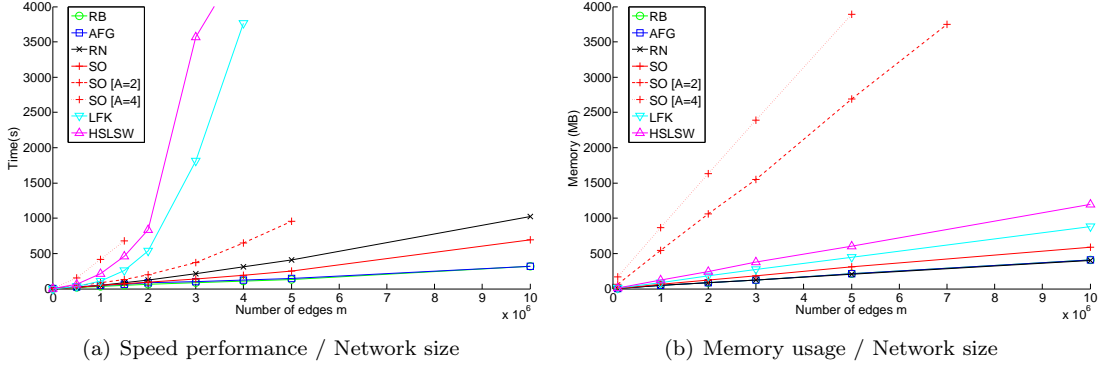 4000
3500
3000
2500
2000
1500
1000
500
0
Time(s)
RB
AFG
RN
SO
SO [A=2]
SO [A=4]
LFK
HSLSW
0 1 2 3 4 5 6 7 8 9 10
x 10^6
Number of edges m
(a) Speed performance / Network size
4000
3500
3000
2500
2000
1500
1000
500
0
Memory (MB)
RB
AFG
RN
SO
SO [A=2]
SO [A=4]
LFK
HSLSW
0 1 2 3 4 5 6 7 8 9 10
x 10^6
Number of edges m
(b) Memory usage / Network size